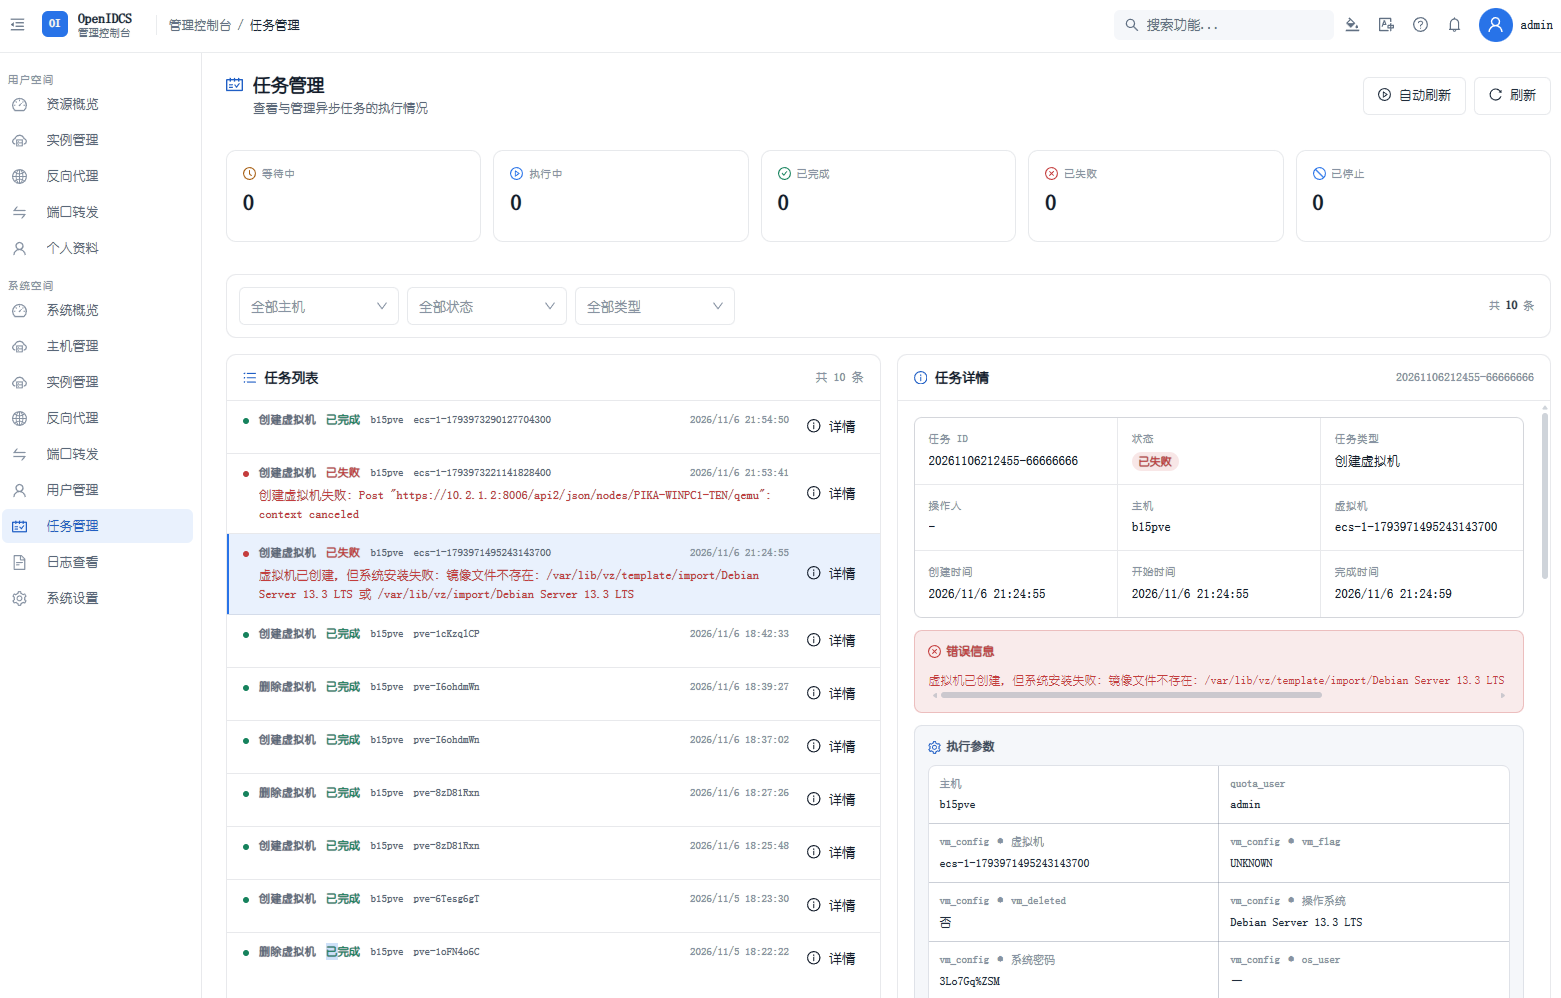 OI
OpenIDCS
管理控制台
管理控制台 / 任务管理
搜索功能...
admin
用户空间
资源概览
实例管理
反向代理
端口转发
个人资料
系统空间
系统概览
主机管理
实例管理
反向代理
端口转发
用户管理
任务管理
日志查看
系统设置
任务管理
查看与管理异步任务的执行情况
自动刷新
刷新
等待中
0
执行中
0
已完成
0
已失败
0
已停止
0
全部主机
全部状态
全部类型
共 10 条
任务列表
共 10 条
创建虚拟机 已完成 b15pve ecs-1-1793973290127704300 2026/11/6 21:54:50 详情
创建虚拟机 已失败 b15pve ecs-1-1793973221141828400 2026/11/6 21:53:41 详情
创建虚拟机失败: Post "https://10.2.1.2:8006/api2/json/nodes/PIKA-WINPC1-TEN/qemu":
context canceled
创建虚拟机 已失败 b15pve ecs-1-1793971495243143700 2026/11/6 21:24:55 详情
虚拟机已创建，但系统安装失败: 镜像文件不存在: /var/lib/vz/template/import/Debian
Server 13.3 LTS 或 /var/lib/vz/import/Debian Server 13.3 LTS
创建虚拟机 已完成 b15pve pve-1cKzqlCP 2026/11/6 18:42:33 详情
删除虚拟机 已完成 b15pve pve-I6ohdmWn 2026/11/6 18:39:27 详情
创建虚拟机 已完成 b15pve pve-I6ohdmWn 2026/11/6 18:37:02 详情
删除虚拟机 已完成 b15pve pve-8zD81Rxn 2026/11/6 18:27:26 详情
创建虚拟机 已完成 b15pve pve-8zD81Rxn 2026/11/6 18:25:48 详情
创建虚拟机 已完成 b15pve pve-6Tesg6gT 2026/11/5 18:23:30 详情
删除虚拟机 已完成 b15pve pve-1oFN4o6C 2026/11/5 18:22:22 详情
任务详情
20261106212455-66666666
任务 ID
20261106212455-66666666
状态
已失败
任务类型
创建虚拟机
操作人
-
主机
b15pve
虚拟机
ecs-1-1793971495243143700
创建时间
2026/11/6 21:24:55
开始时间
2026/11/6 21:24:55
完成时间
2026/11/6 21:24:59
错误信息
虚拟机已创建，但系统安装失败: 镜像文件不存在: /var/lib/vz/template/import/Debian Server 13.3 LTS
执行参数
主机
b15pve
quota_user
admin
vm_config • 虚拟机
ecs-1-1793971495243143700
vm_config • vm_flag
UNKNOWN
vm_config • vm_deleted
否
vm_config • 操作系统
Debian Server 13.3 LTS
vm_config • 系统密码
3Lo7Gq%ZSM
vm_config • os_user
—